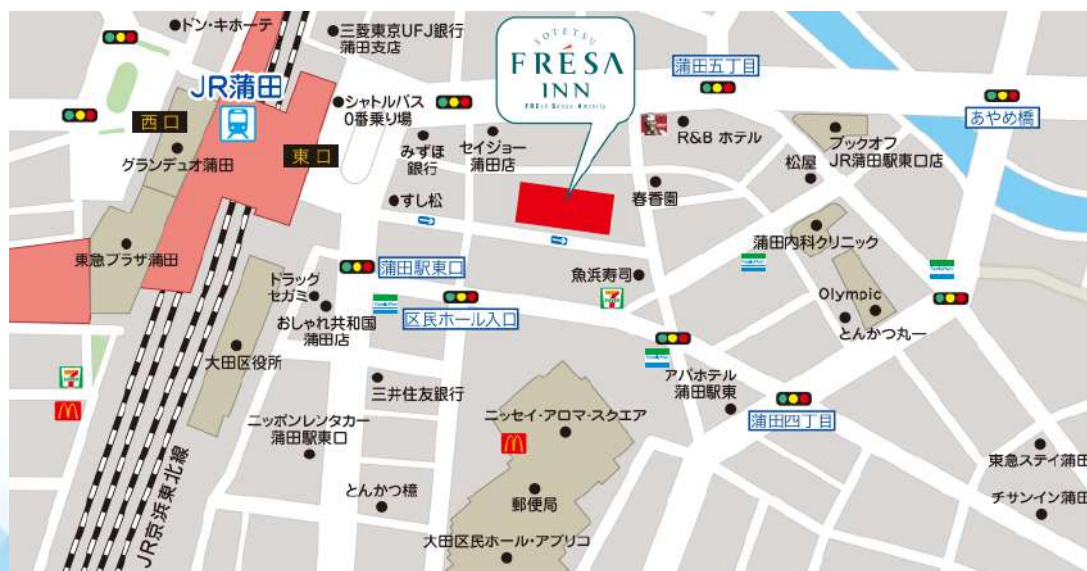 ドン・キホーテ
三菱東京UFJ銀行
蒲田支店
SOTETSU
FRÉSA
INN
FREsh Sense Amenity
蒲田五丁目
JR蒲田
シャトルバス
0番乗り場
あやめ橋
西口
東口
グランデュオ蒲田
みずほ
銀行
セイジョー
蒲田店
R&B ホテル
ブックオフ
JR蒲田駅東口店
松屋
すし松
春香園
東急プラザ蒲田
蒲田内科クリニック
蒲田駅東口
魚浜寿司
FamilyMart
FamilyMart
ドラッグ
セガミ
FamilyMart
区民ホール入口
Olympic
おしゃれ共和国
蒲田店
とんかつ丸一
大田区役所
FamilyMart
アパホテル
蒲田駅東
三井住友銀行
ニッポンレンタカー
蒲田駅東口
ニッセイ・アロマ・スクエア
蒲田四丁目
東急ステイ蒲田
JR京浜東北線
とんかつ檍
郵便局
チサンイン蒲田
大田区民ホール・アプリコ